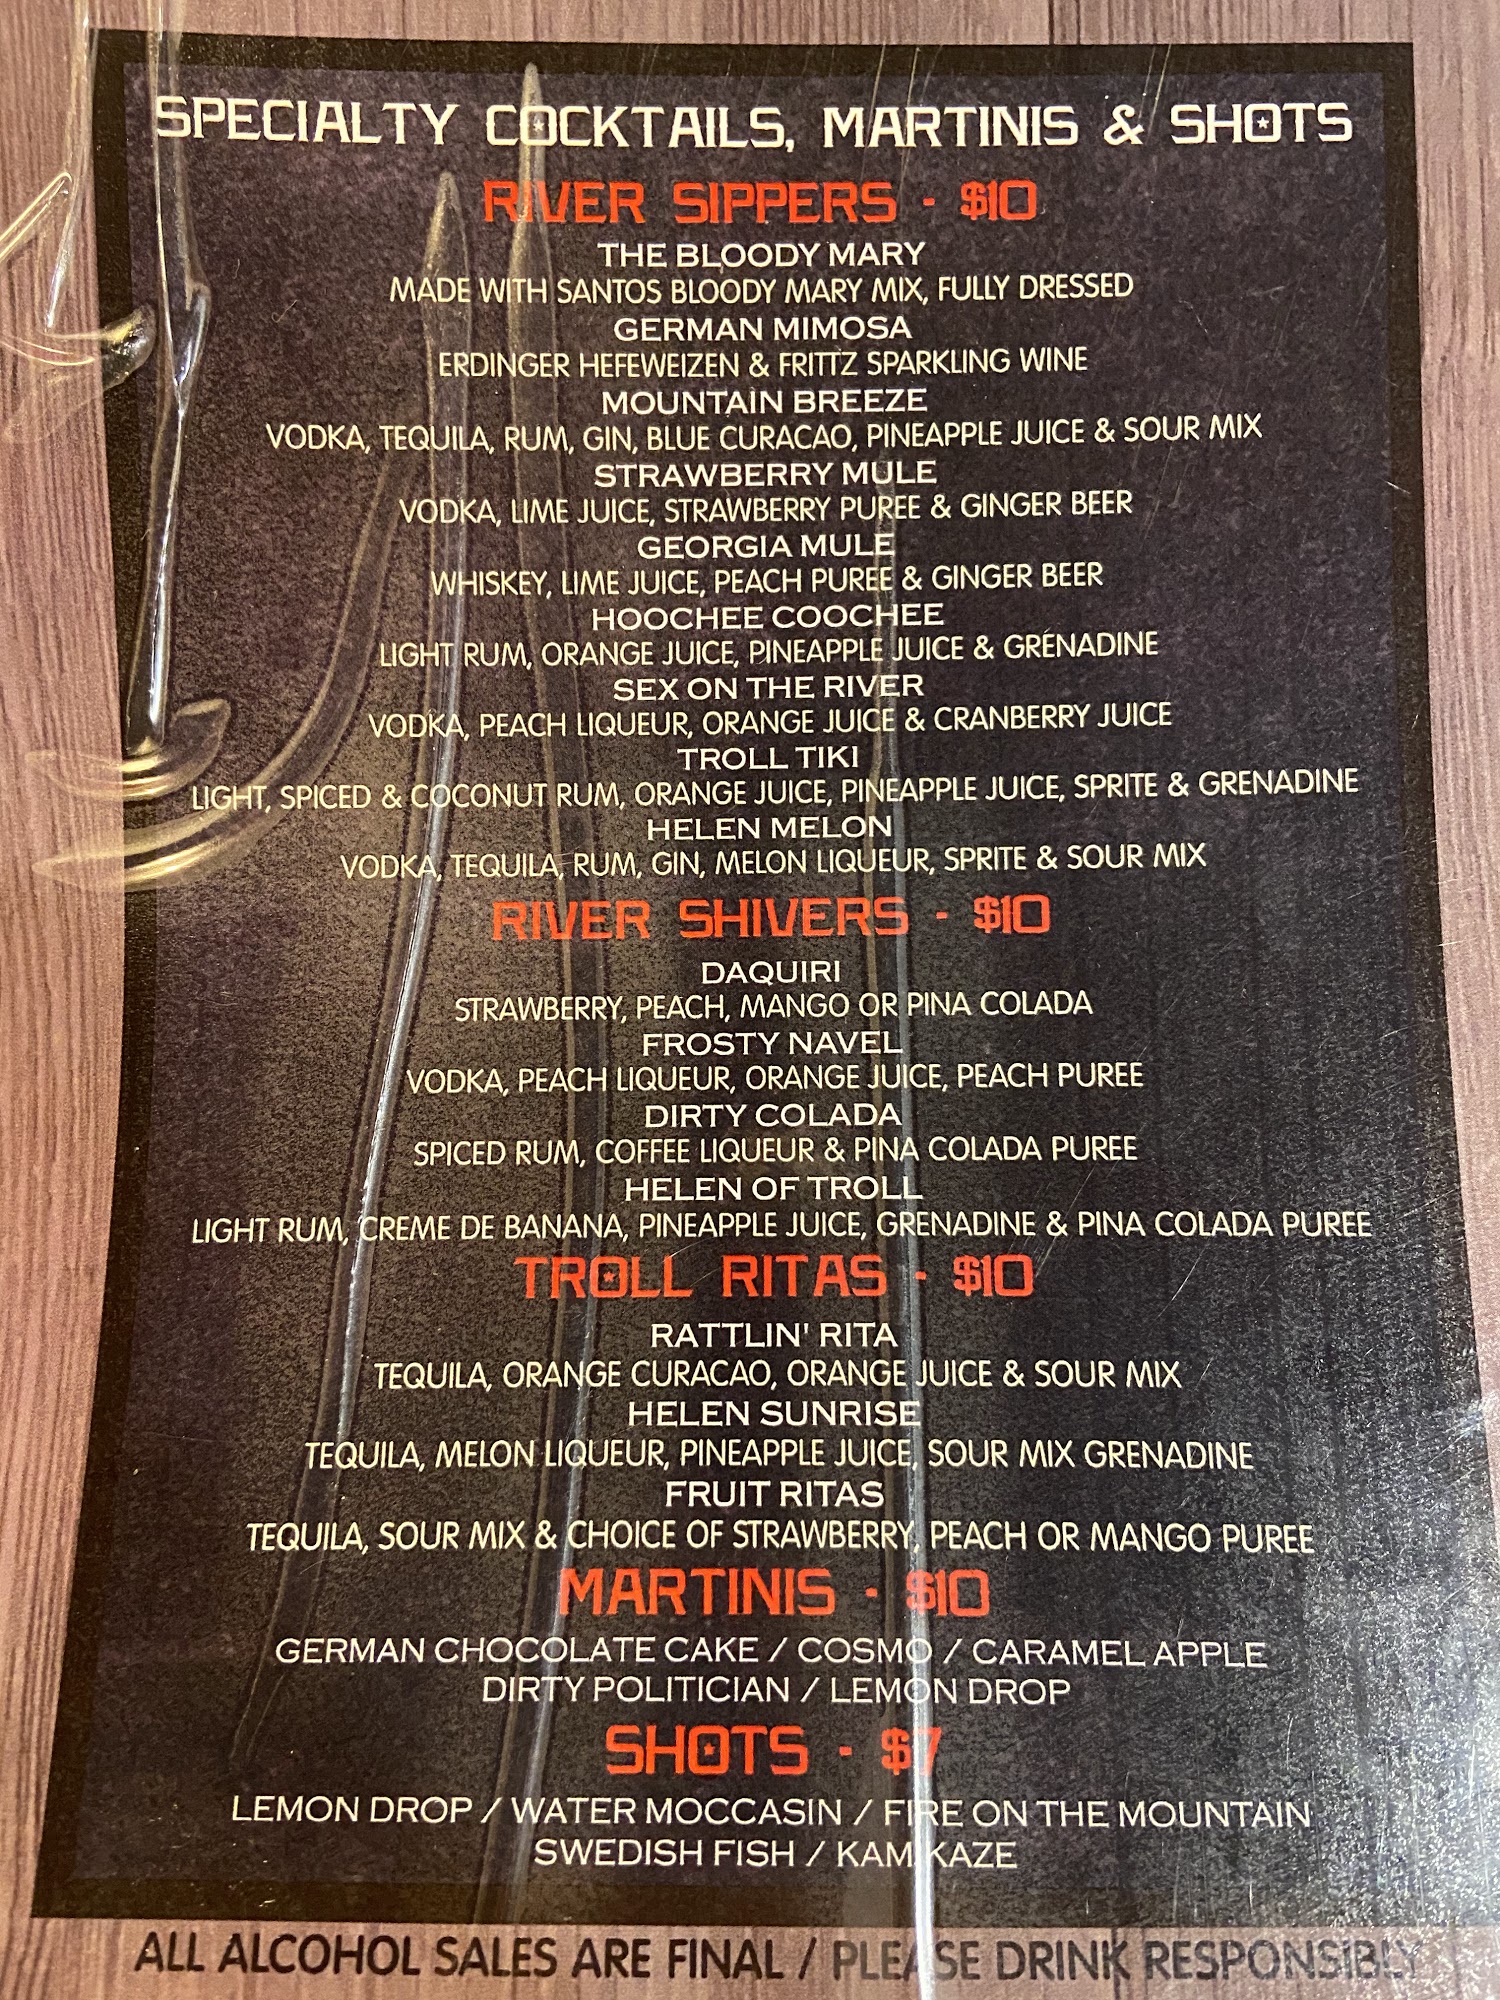 SPECIALTY COCKTAILS, MARTINIS & SHOTS
RIVER SIPPERS - $10
THE BLOODY MARY
MADE WITH SANTOS BLOODY MARY MIX, FULLY DRESSED
GERMAN MIMOSA
ERDINGER HEFEWEIZEN & FRITTZ SPARKLING WINE
MOUNTAIN BREEZE
VODKA, TEQUILA, RUM, GIN, BLUE CURACAO, PINEAPPLE JUICE & SOUR MIX
STRAWBERRY MULE
VODKA, LIME JUICE, STRAWBERRY PUREE & GINGER BEER
GEORGIA MULE
WHISKEY, LIME JUICE, PEACH PUREE & GINGER BEER
HOOCHEE COOCHEE
LIGHT RUM, ORANGE JUICE, PINEAPPLE JUICE & GRENADINE
SEX ON THE RIVER
VODKA, PEACH LIQUEUR, ORANGE JUICE & CRANBERRY JUICE
TROLL TIKI
LIGHT, SPICED & COCONUT RUM, ORANGE JUICE, PINEAPPLE JUICE, SPRITE & GRENADINE
HELEN MELON
VODKA, TEQUILA, RUM, GIN, MELON LIQUEUR, SPRITE & SOUR MIX
RIVER SHIVERS - $10
DAQUIRI
STRAWBERRY, PEACH, MANGO OR PINA COLADA
FROSTY NAVEL
VODKA, PEACH LIQUEUR, ORANGE JUICE, PEACH PUREE
DIRTY COLADA
SPICED RUM, COFFEE LIQUEUR & PINA COLADA PUREE
HELEN OF TROLL
LIGHT RUM, CREME DE BANANA, PINEAPPLE JUICE, GRENADINE & PINA COLADA PUREE
TROLL RITAS - $10
RATTLIN' RITA
TEQUILA, ORANGE CURACAO, ORANGE JUICE & SOUR MIX
HELEN SUNRISE
TEQUILA, MELON LIQUEUR, PINEAPPLE JUICE, SOUR MIX GRENADINE
FRUIT RITAS
TEQUILA, SOUR MIX & CHOICE OF STRAWBERRY, PEACH OR MANGO PUREE
MARTINIS - $10
GERMAN CHOCOLATE CAKE / COSMO / CARAMEL APPLE
DIRTY POLITICIAN / LEMON DROP
SHOTS - $7
LEMON DROP / WATER MOCCASIN / FIRE ON THE MOUNTAIN
SWEDISH FISH / KAMIKAZE
ALL ALCOHOL SALES ARE FINAL / PLEASE DRINK RESPONSIBLY